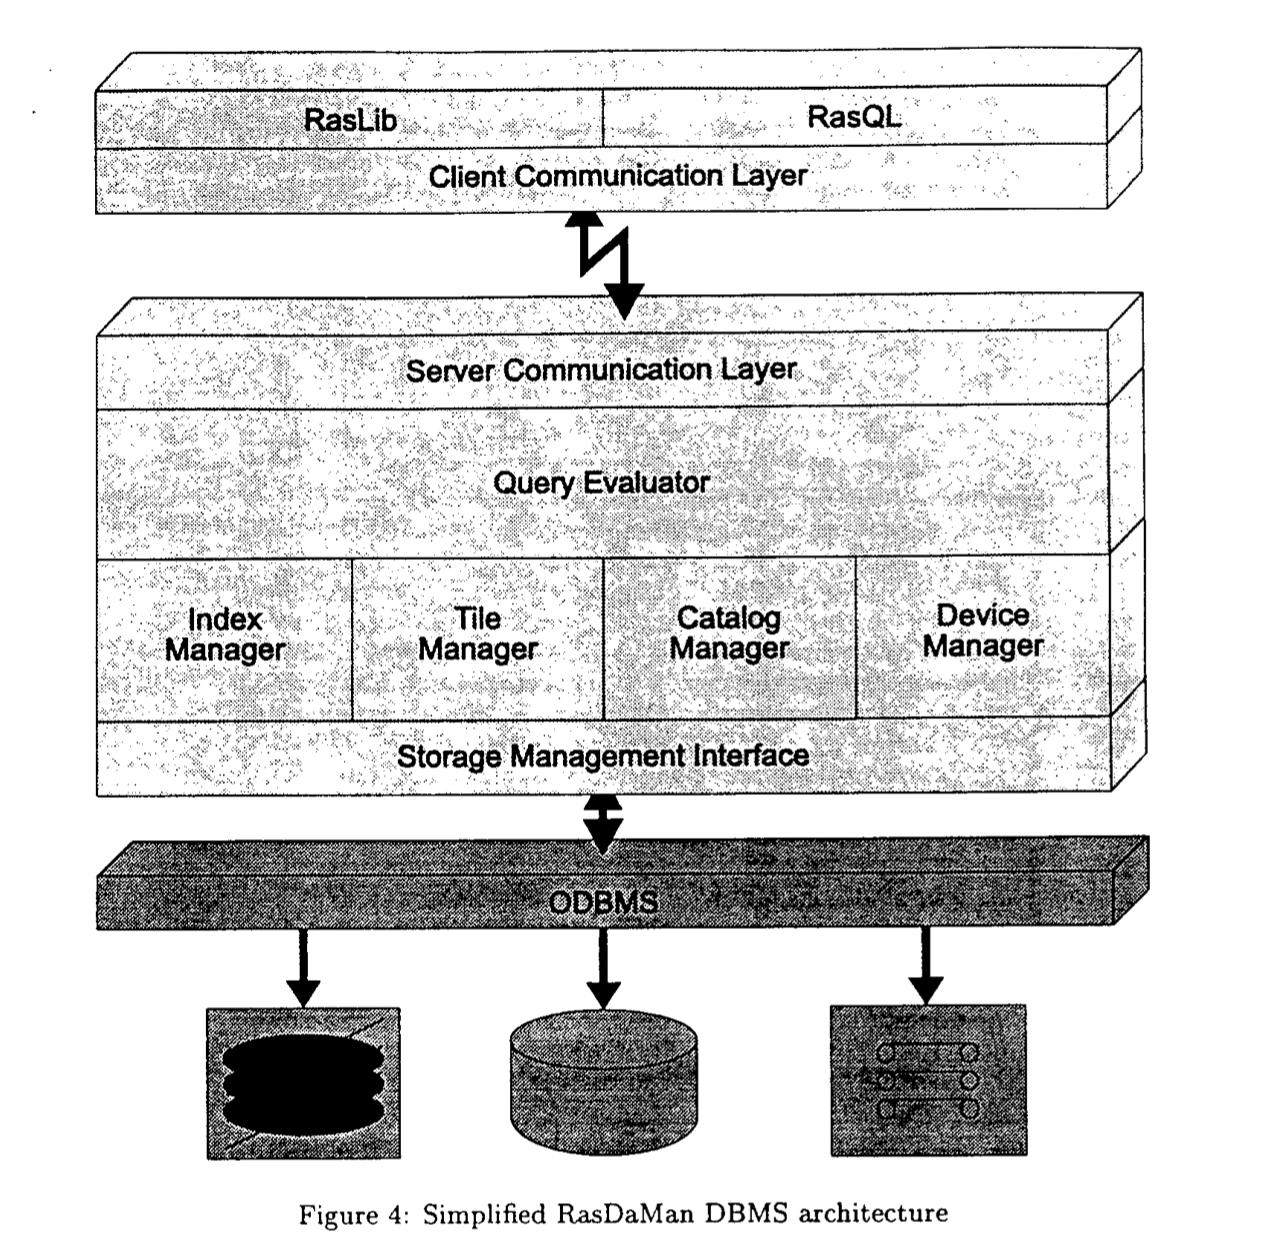 RasLib
RasQL
Client Communication Layer
Server Communication Layer
Query Evaluator
Index
Manager
Tile
Manager
Catalog
Manager
Device
Manager
Storage Management Interface
ODBMS
Figure 4: Simplified RasDaMan DBMS architecture